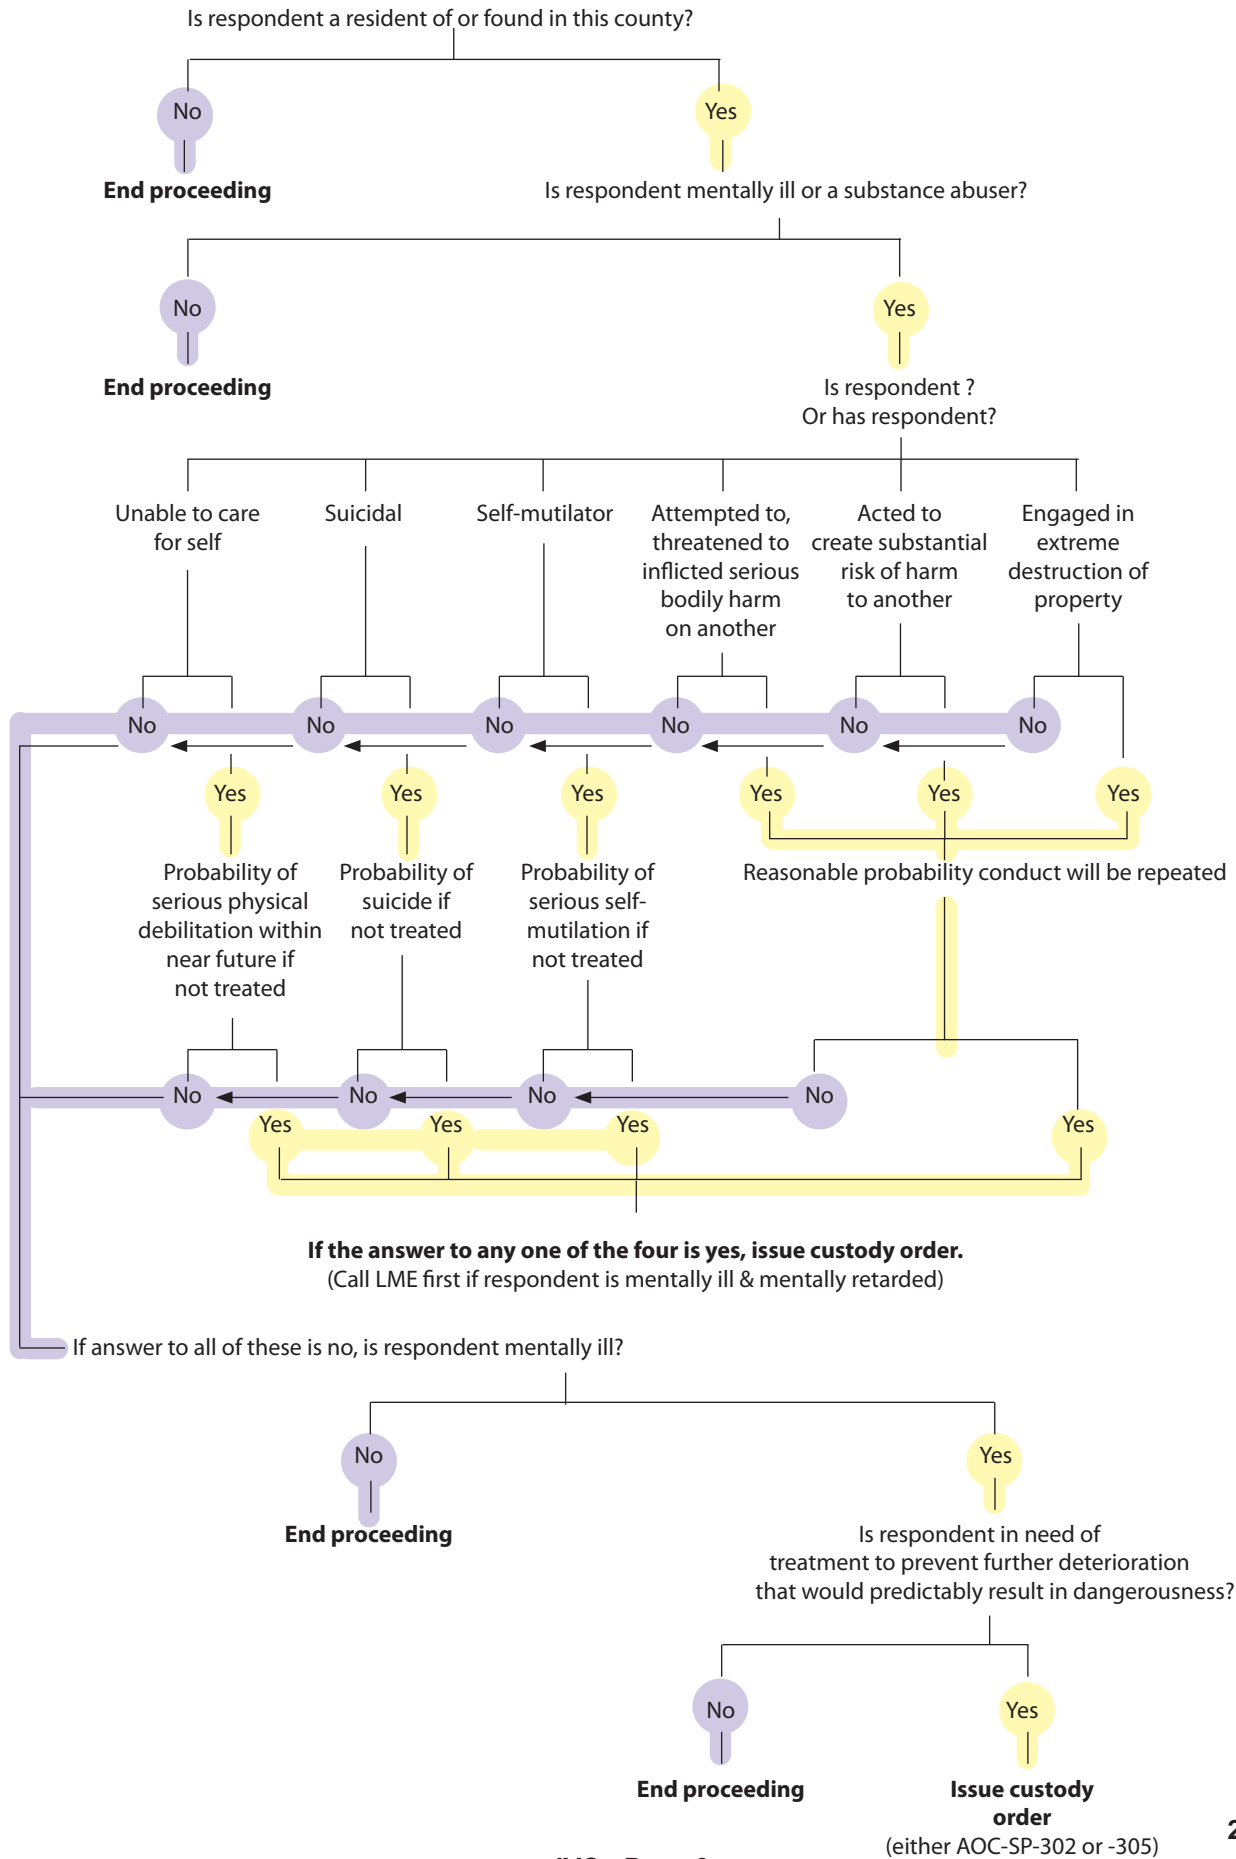 Is respondent a resident of or found in this county?
No
Yes
End proceeding
Is respondent mentally ill or a substance abuser?
No
Yes
End proceeding
Is respondent ?
Or has respondent?
Unable to care
for self
Suicidal
Self-mutilator
Attempted to,
threatened to
inflicted serious
bodily harm
on another
Acted to
create substantial
risk of harm
to another
Engaged in
extreme
destruction of
property
No
No
No
No
No
No
Yes
Yes
Yes
Yes
Yes
Yes
Probability of
serious physical
debilitation within
near future if
not treated
Probability of
suicide if
not treated
Probability of
serious self-
mutilation if
not treated
Reasonable probability conduct will be repeated
No
No
No
No
Yes
Yes
Yes
Yes
If the answer to any one of the four is yes, issue custody order.
(Call LME first if respondent is mentally ill & mentally retarded)
If answer to all of these is no, is respondent mentally ill?
No
Yes
End proceeding
Is respondent in need of
treatment to prevent further deterioration
that would predictably result in dangerousness?
No
Yes
End proceeding
Issue custody
order
(either AOC-SP-302 or -305)